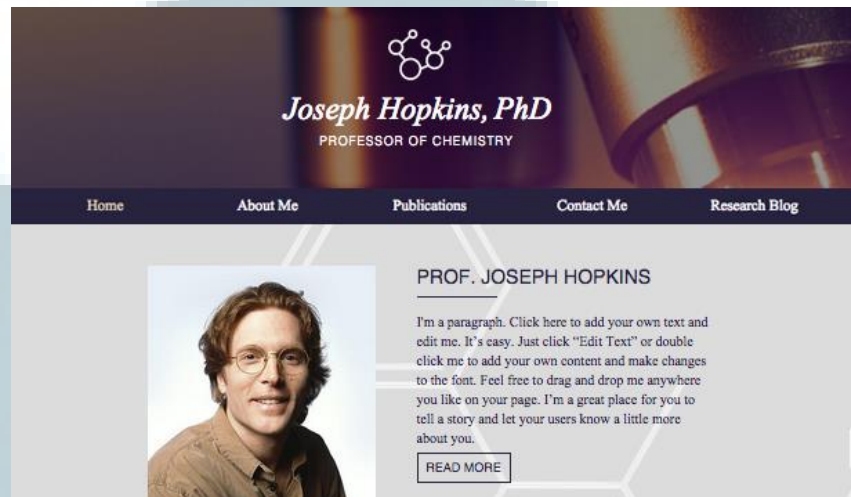 Joseph Hopkins, PhD
PROFESSOR OF CHEMISTRY
Home About Me Publications Contact Me Research Blog
PROF. JOSEPH HOPKINS
I'm a paragraph. Click here to add your own text and
edit me. It’s easy. Just click “Edit Text” or double
click me to add your own content and make changes
to the font. Feel free to drag and drop me anywhere
you like on your page. I’m a great place for you to
tell a story and let your users know a little more
about you.
READ MORE